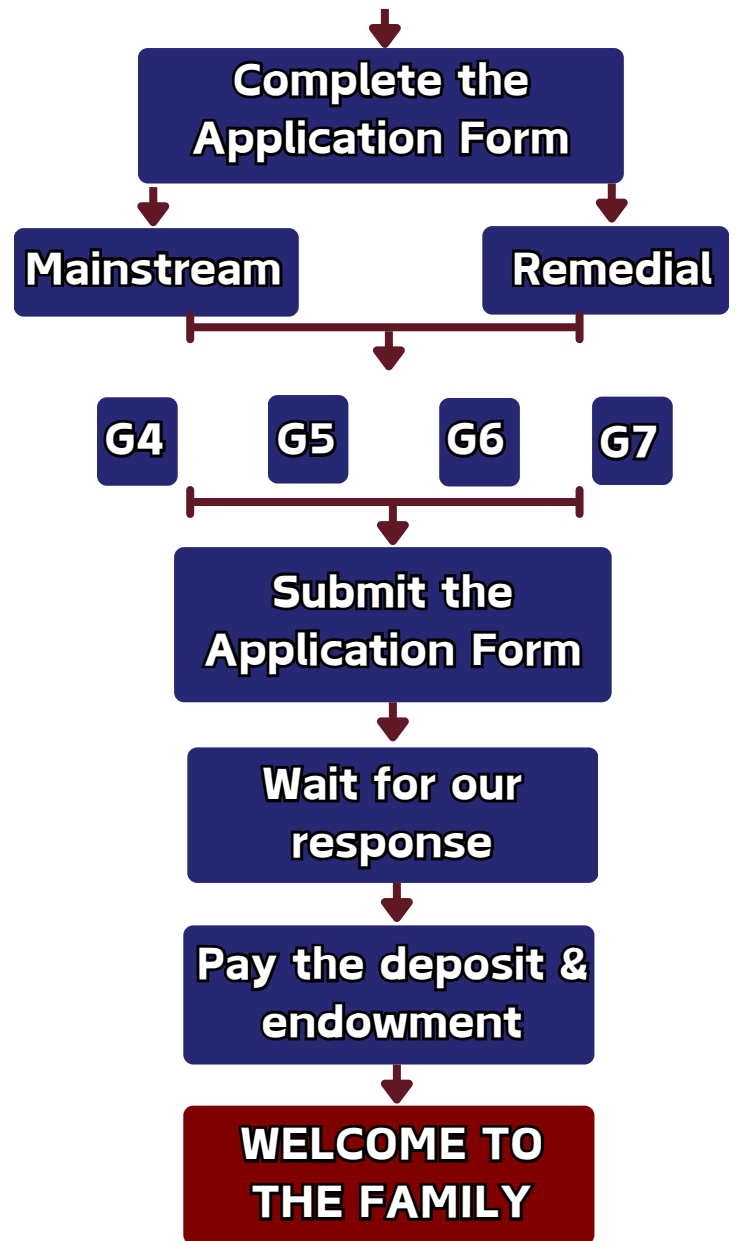 Complete the
Application Form
Mainstream
Remedial
G4
G5
G6
G7
Submit the
Application Form
Wait for our
response
Pay the deposit &
endowment
WELCOME TO
THE FAMILY